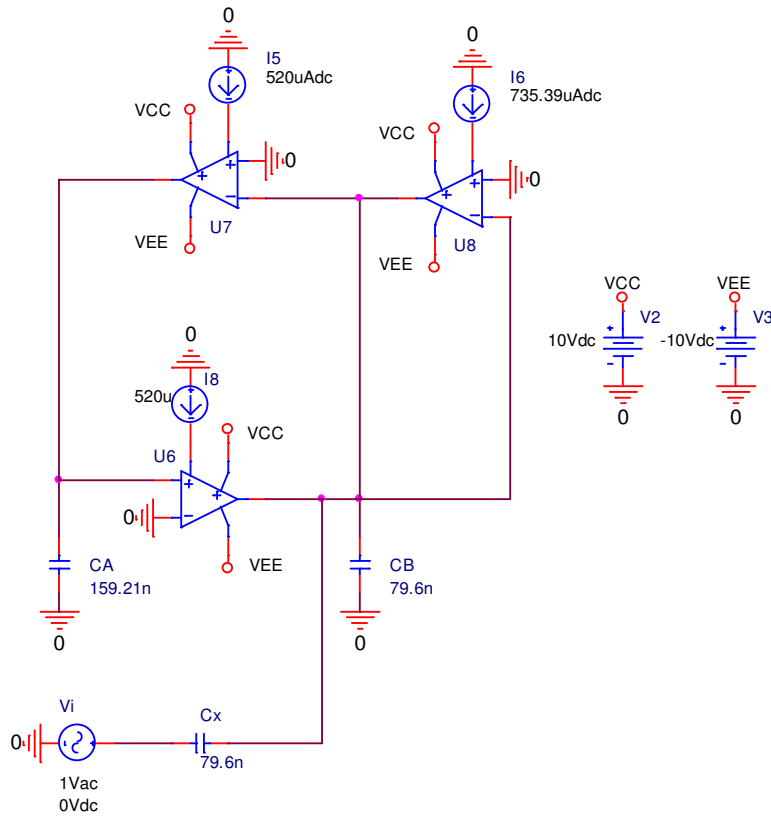 0
I5
520uAdc
0
I6
735.39uAdc
VCC
VCC
0
0
U7
U8
VEE
VEE
0
I8
520u
VCC
U6
0
VEE
VCC
VEE
V2
V3
10Vdc
-10Vdc
0
0
CA
159.21n
CB
79.6n
0
0
Vi
Cx
0
79.6n
1Vac
0Vdc